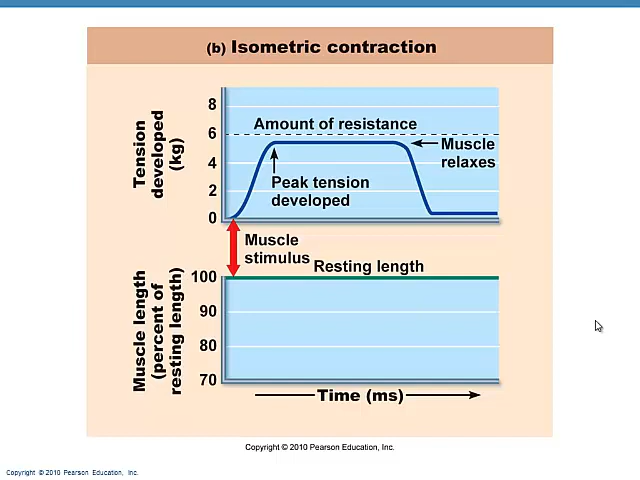 (b) Isometric contraction
Tension
developed
(kg)
8
6
4
2
0
Amount of resistance
Muscle
relaxes
Peak tension
developed
Muscle
stimulus
Resting length
Muscle length
(percent of
resting length)
100
90
80
70
Time (ms)
Copyright © 2010 Pearson Education, Inc.
Copyright © 2010 Pearson Education, Inc.